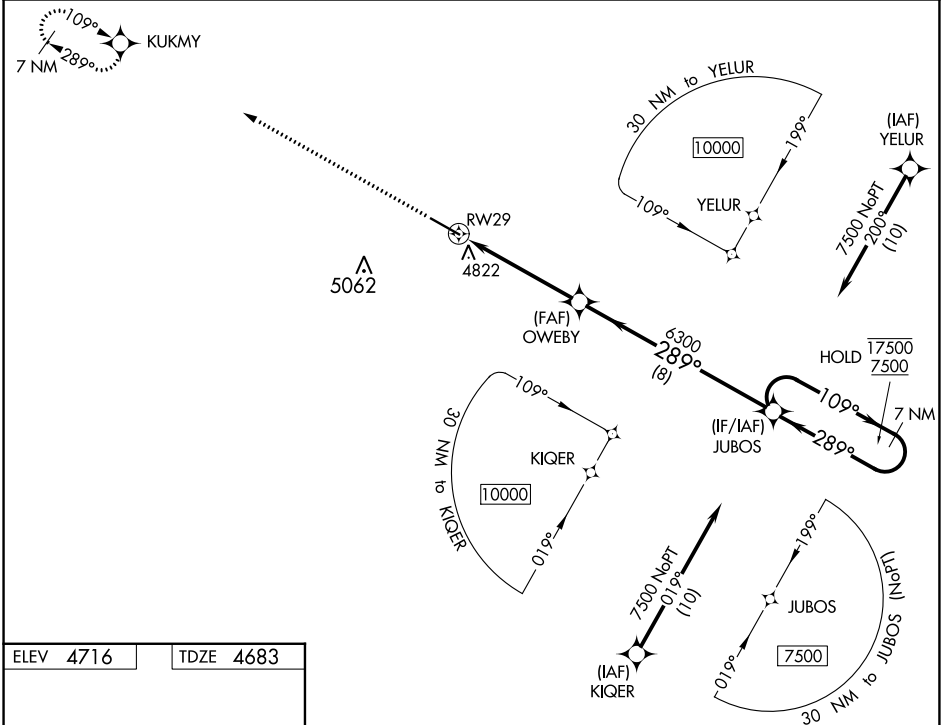 109°
KUKMY
289°
7 NM
30 NM to YELUR
10000
199°
YELUR
109°
(IAF)
YELUR
7500 NoPT
200°
(10)
RW29
4822
5062
(FAF)
OWEBY
6300
289°
(8)
HOLD
17500
7500
109°
7 NM
289°
(IF/IAF)
JUBOS
109°
30 NM to KIQER
KIQER
10000
019°
7500 NoPT
019°
(10)
(IAF)
KIQER
199°
JUBOS
019°
7500
30 NM to JUBOS (NoPT)
ELEV 4716
TDZE 4683